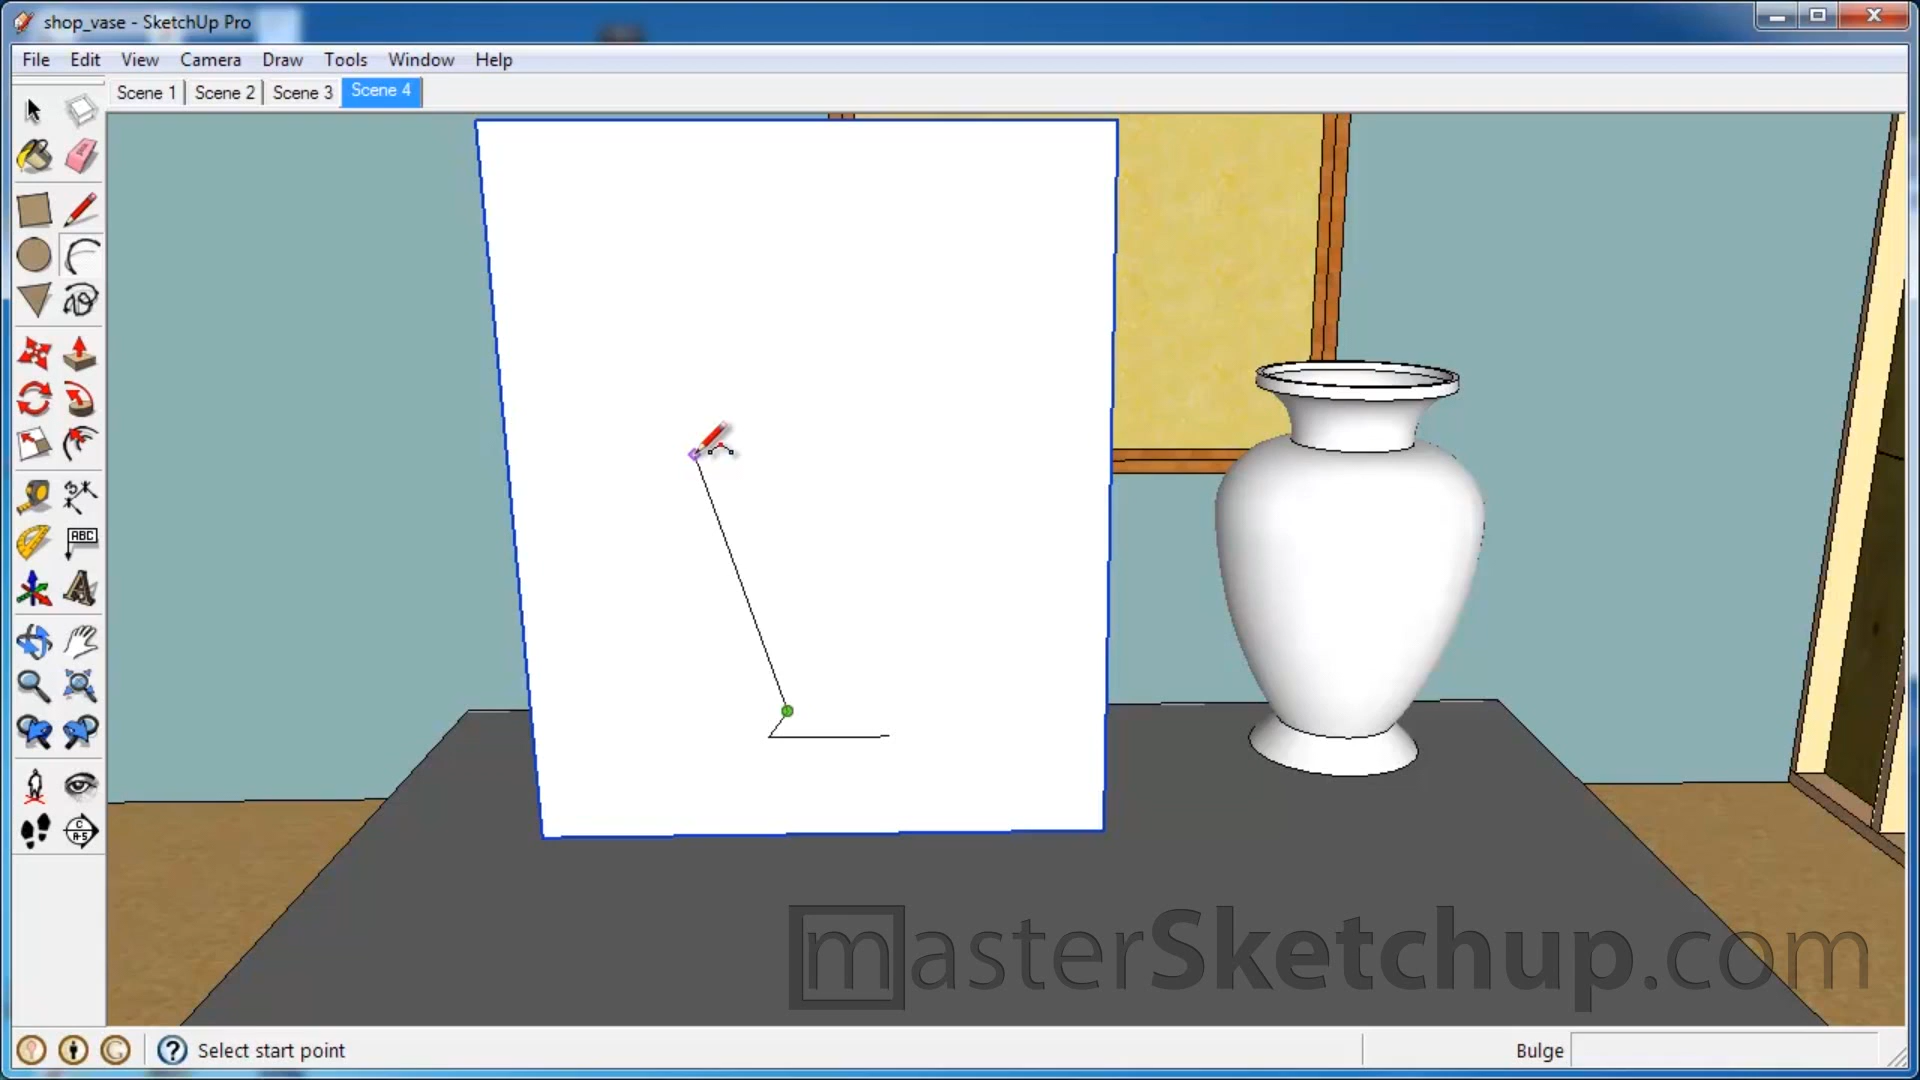 shop_vase - SketchUp Pro
File Edit View Camera Draw Tools Window Help
Scene 1 Scene 2 Scene 3 Scene 4
ABC
A
C
A-5
masterSketchup.com
Select start point
Bulge